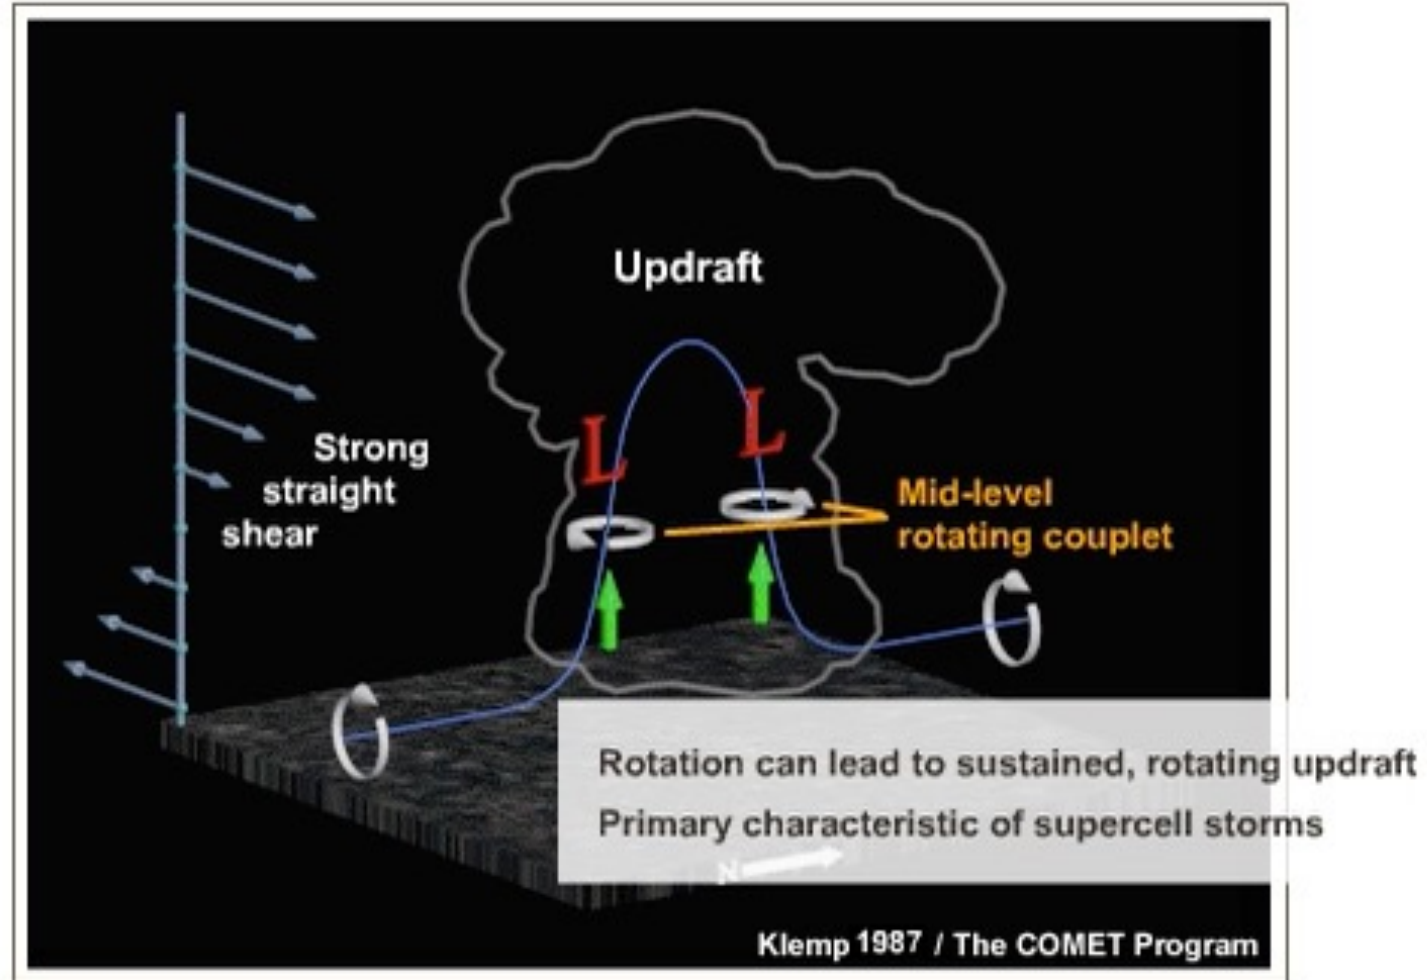 Updraft
L
L
Strong
straight
shear
Mid-level
rotating couplet
Rotation can lead to sustained, rotating updraft
Primary characteristic of supercell storms
N
Klemp 1987 / The COMET Program